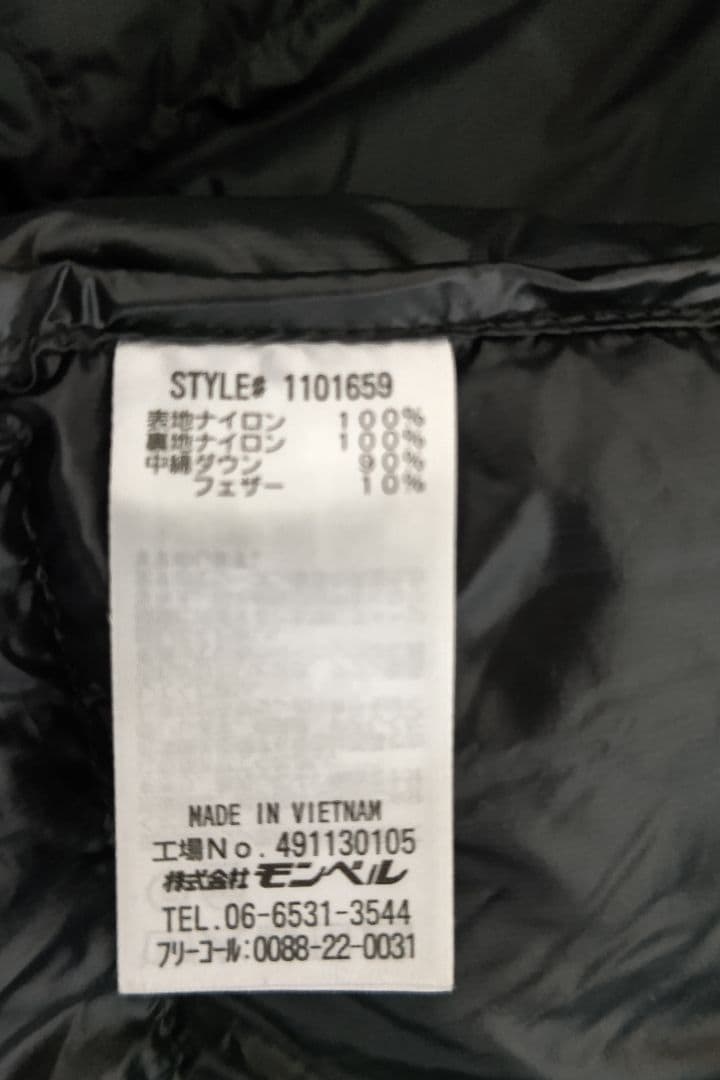 STYLE# 1101659
表地ナイロン 100%
裏地ナイロン 100%
中綿ダウン 90%
フェザー 10%
MADE IN VIETNAM
工場No. 491130105
株式会社モンベル
TEL. 06-6531-3544
フリーコール:0088-22-0031